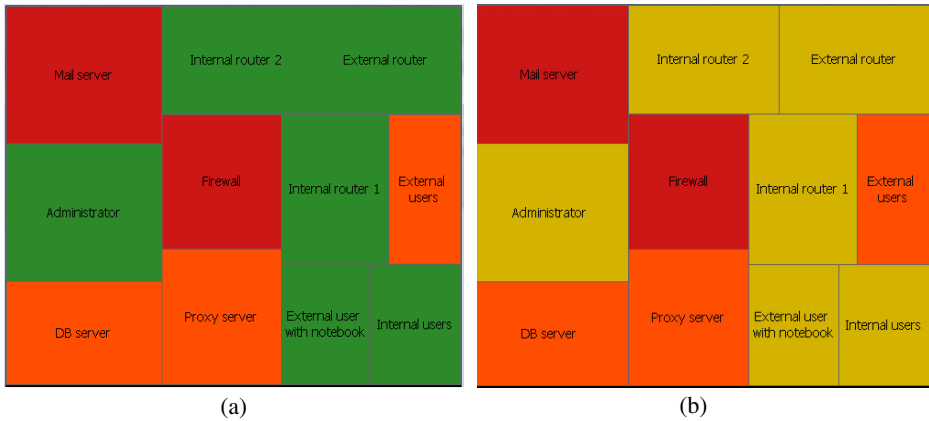 Mail server
Internal router 2
External router
Administrator
Firewall
Internal router 1
External
users
DB server
Proxy server
External user
with notebook
Internal users
(a)
Mail server
Internal router 2
External router
Administrator
Firewall
Internal router 1
External
users
DB server
Proxy server
External user
with notebook
Internal users
(b)